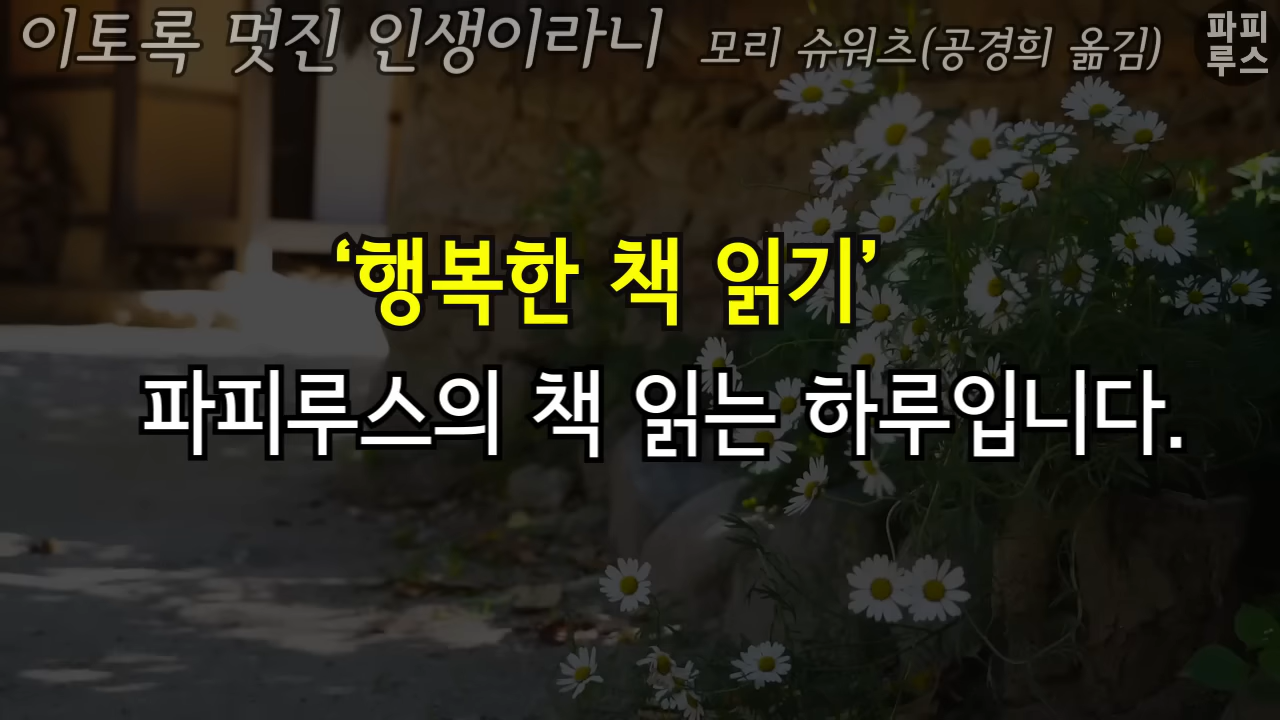 이토록 멋진 인생이라니 모리 슈워츠(공경희 옮김)
파피
루스
‘행복한 책 읽기’
파피루스의 책 읽는 하루입니다.